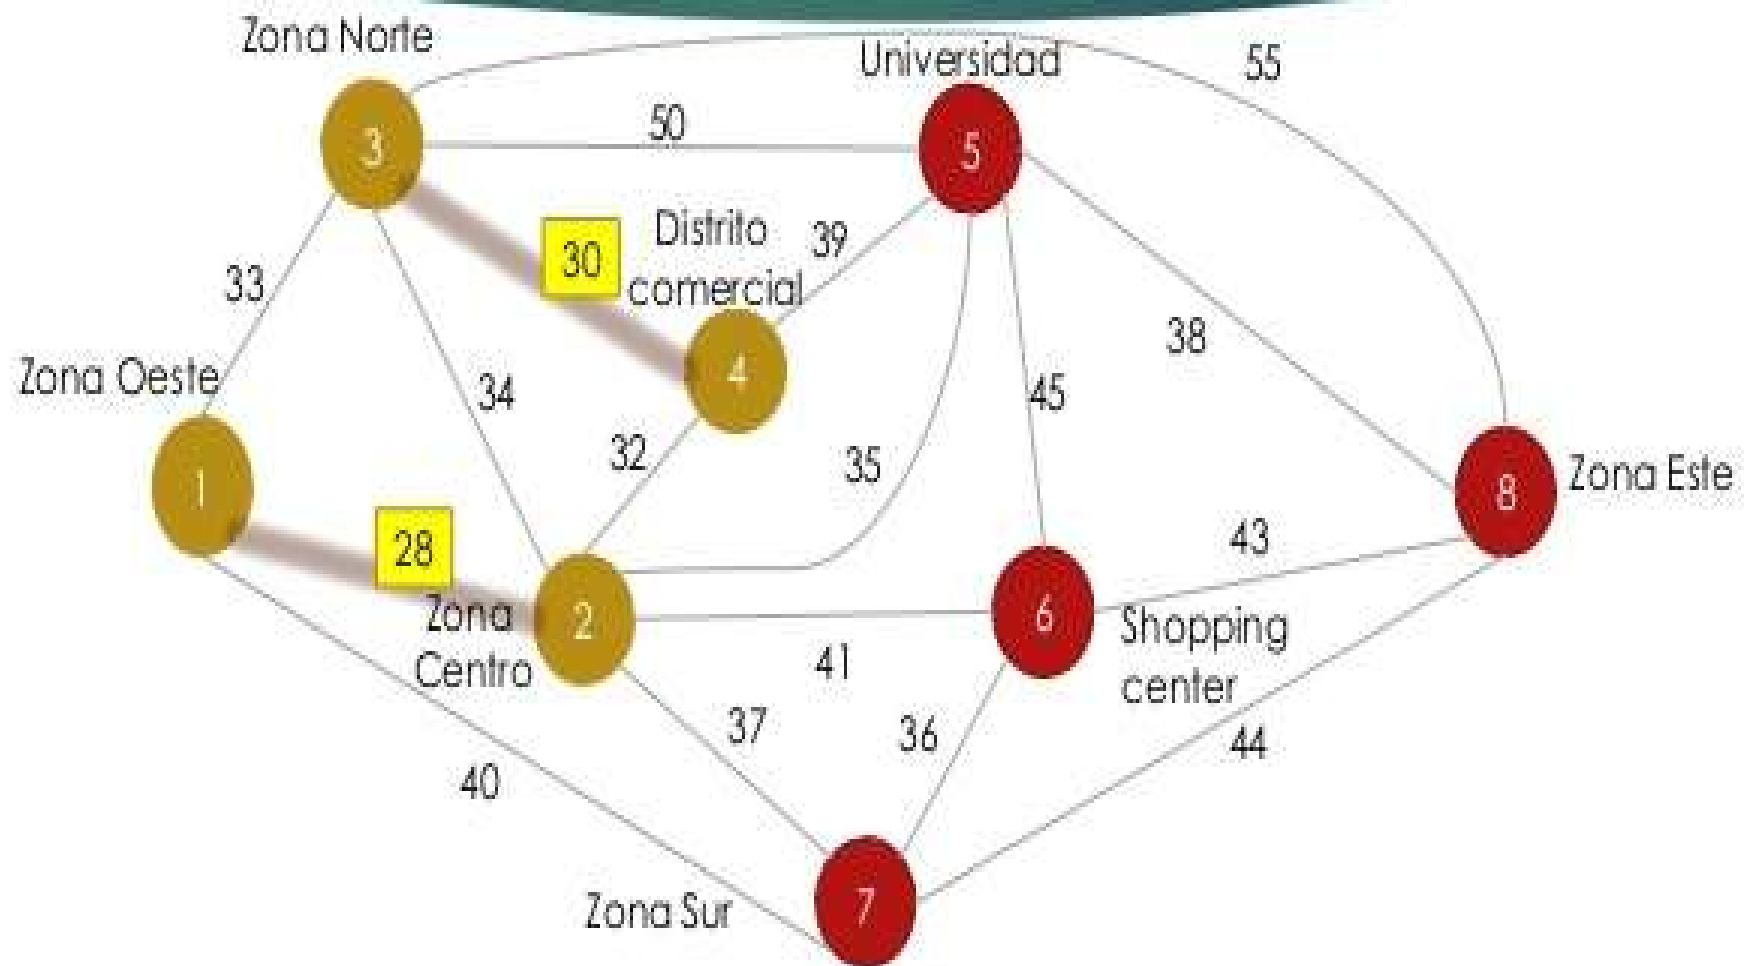 Zona Norte
Universidad
55
50
3
5
Distrito
comercial
39
30
33
38
Zona Oeste
34
4
45
32
35
1
8
Zona Este
28
43
Zona
Centro
2
6
Shopping
center
41
37
36
44
40
Zona Sur
7